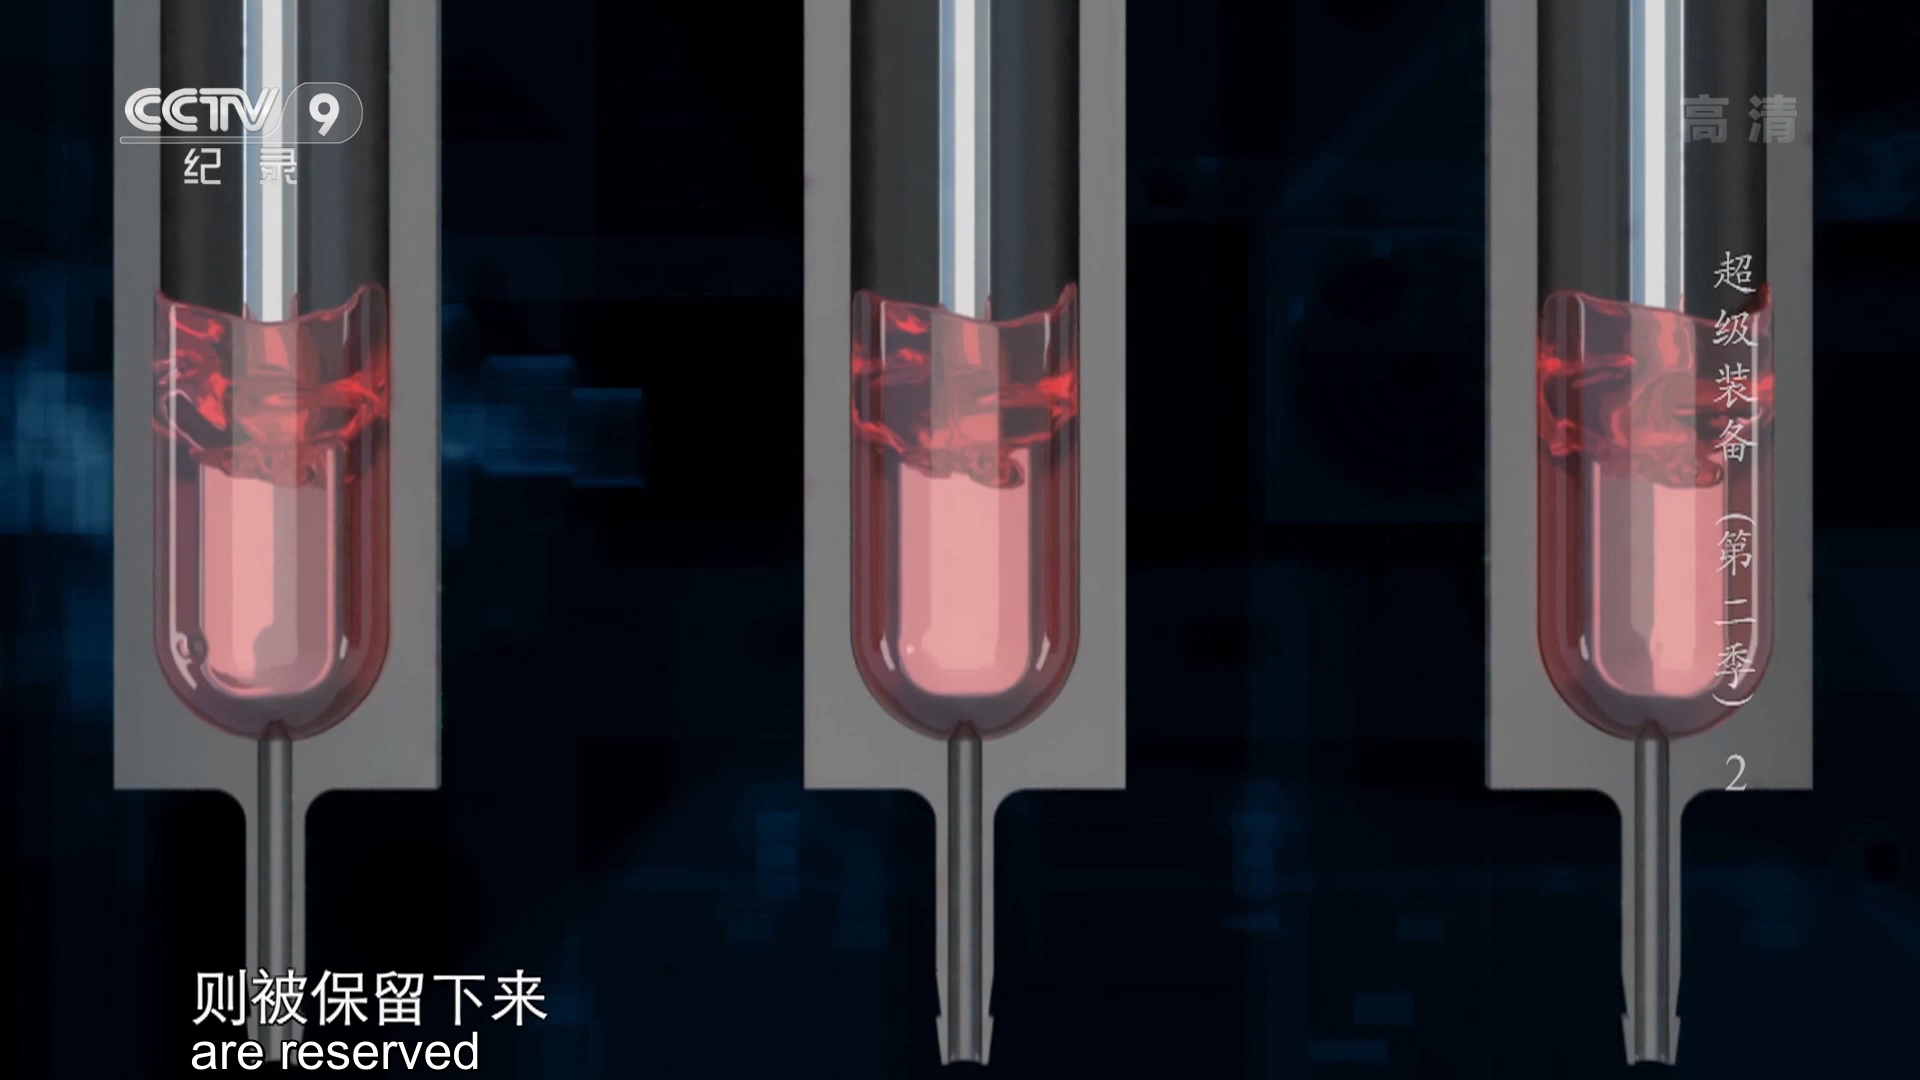 CCTV 9
纪录
高清
超级装备（第二季）2
则被保留下来
are reserved